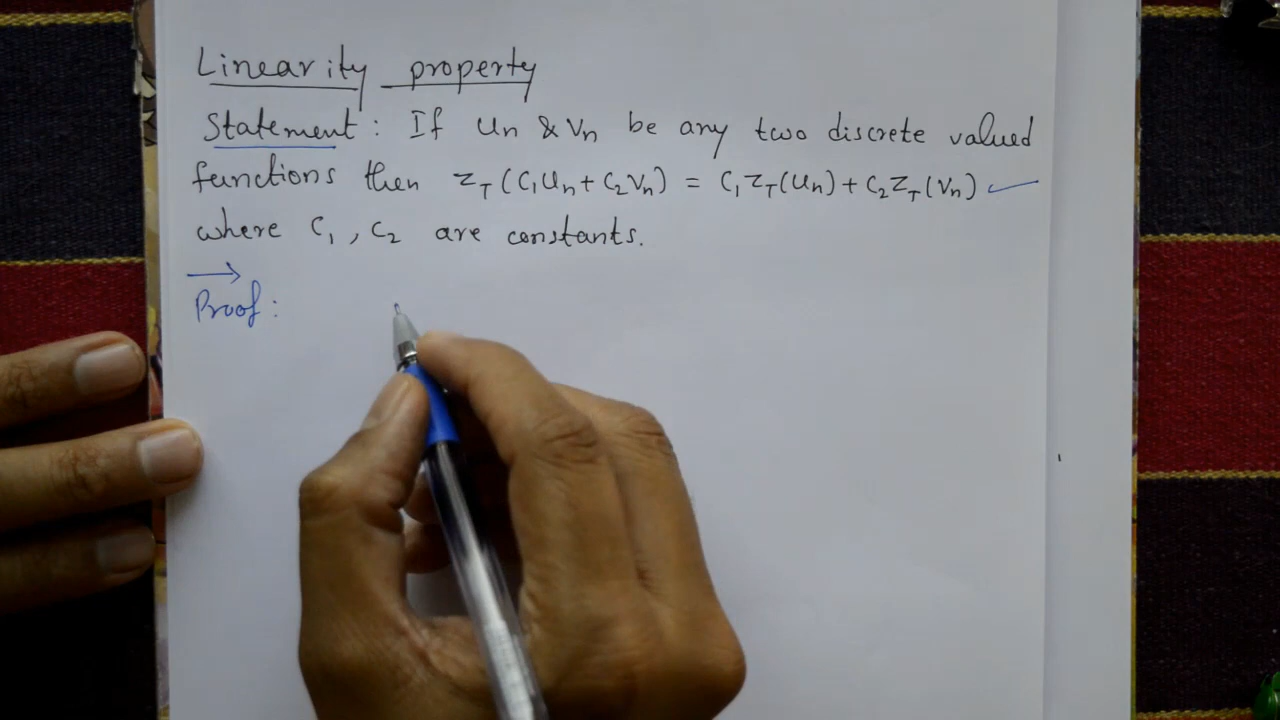 Linearity property
Statement: If un & vn be any two discrete valued
functions then Z_T(C₁Un + C₂Vn) = C₁Z_T(Un) + C₂Z_T(Vn)
where C₁, C₂ are constants.
Proof: